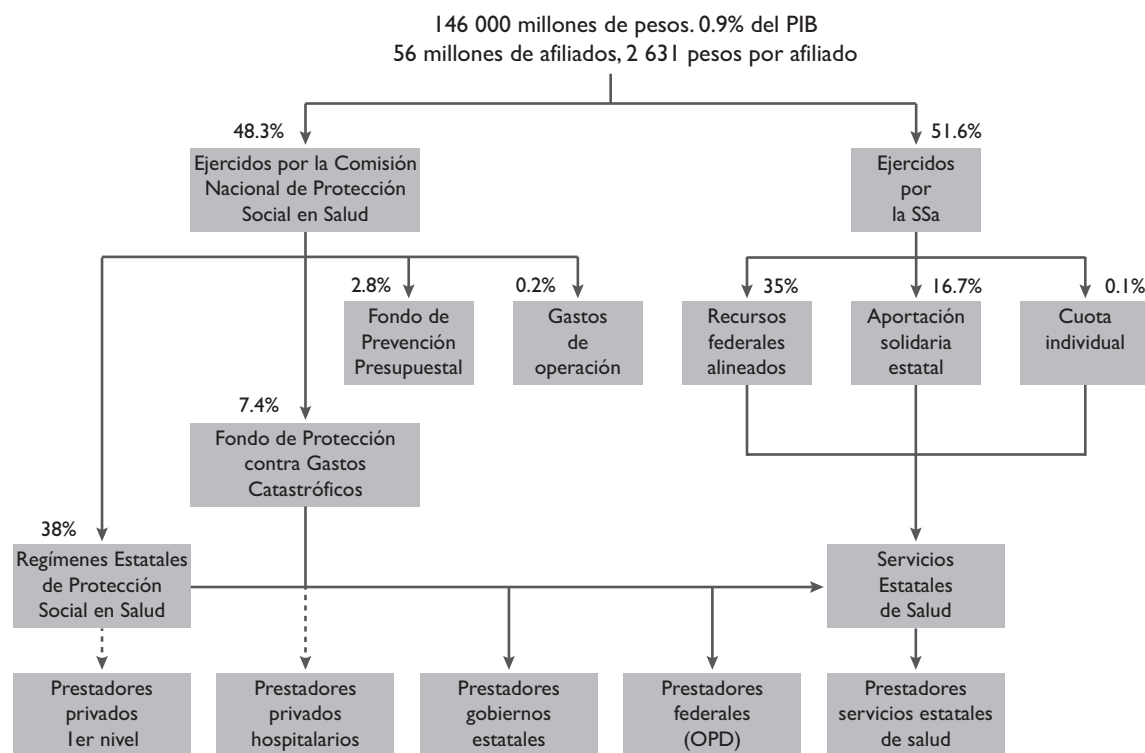 146 000 millones de pesos. 0.9% del PIB
56 millones de afiliados, 2 631 pesos por afiliado
48.3%
51.6%
Ejercidos por la Comisión
Nacional de Protección
Social en Salud
Ejercidos
por
la SSa
2.8%
0.2%
35%
16.7%
0.1%
Fondo de
Prevención
Presupuestal
Gastos
de
operación
Recursos
federales
alineados
Aportación
solidaria
estatal
Cuota
individual
7.4%
Fondo de Protección
contra Gastos
Catastróficos
38%
Regímenes Estatales
de Protección
Social en Salud
Servicios
Estatales
de Salud
Prestadores
privados
1er nivel
Prestadores
privados
hospitalarios
Prestadores
gobiernos
estatales
Prestadores
federales
(OPD)
Prestadores
servicios estatales
de salud